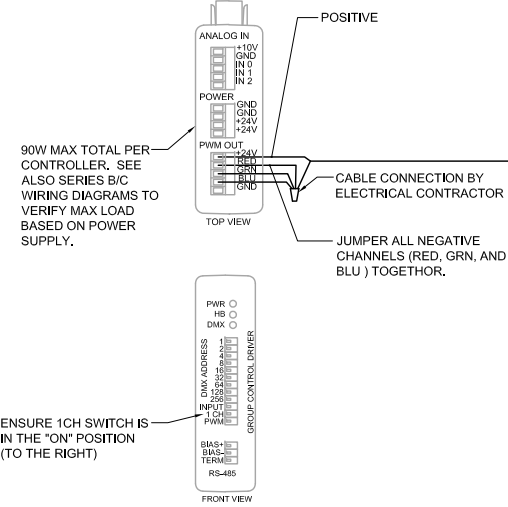 POSITIVE
ANALOG IN
+10V
GND
IN 0
IN 1
IN 2
POWER
GND
GND
+24V
+24V
90W MAX TOTAL PER
CONTROLLER. SEE
ALSO SERIES B/C
WIRING DIAGRAMS TO
VERIFY MAX LOAD
BASED ON POWER
SUPPLY.
PWM OUT
+24V
RED
GRN
BLU
GND
CABLE CONNECTION BY
ELECTRICAL CONTRACTOR
TOP VIEW
JUMPER ALL NEGATIVE
CHANNELS (RED, GRN, AND
BLU ) TOGETHOR.
PWR
HB
DMX
DMX ADDRESS
1
2
4
8
16
32
64
128
256
INPUT
1 CH
PWM
GROUP CONTROL DRIVER
ENSURE 1CH SWITCH IS
IN THE "ON" POSITION
(TO THE RIGHT)
BIAS+
BIAS-
TERM
RS-485
FRONT VIEW